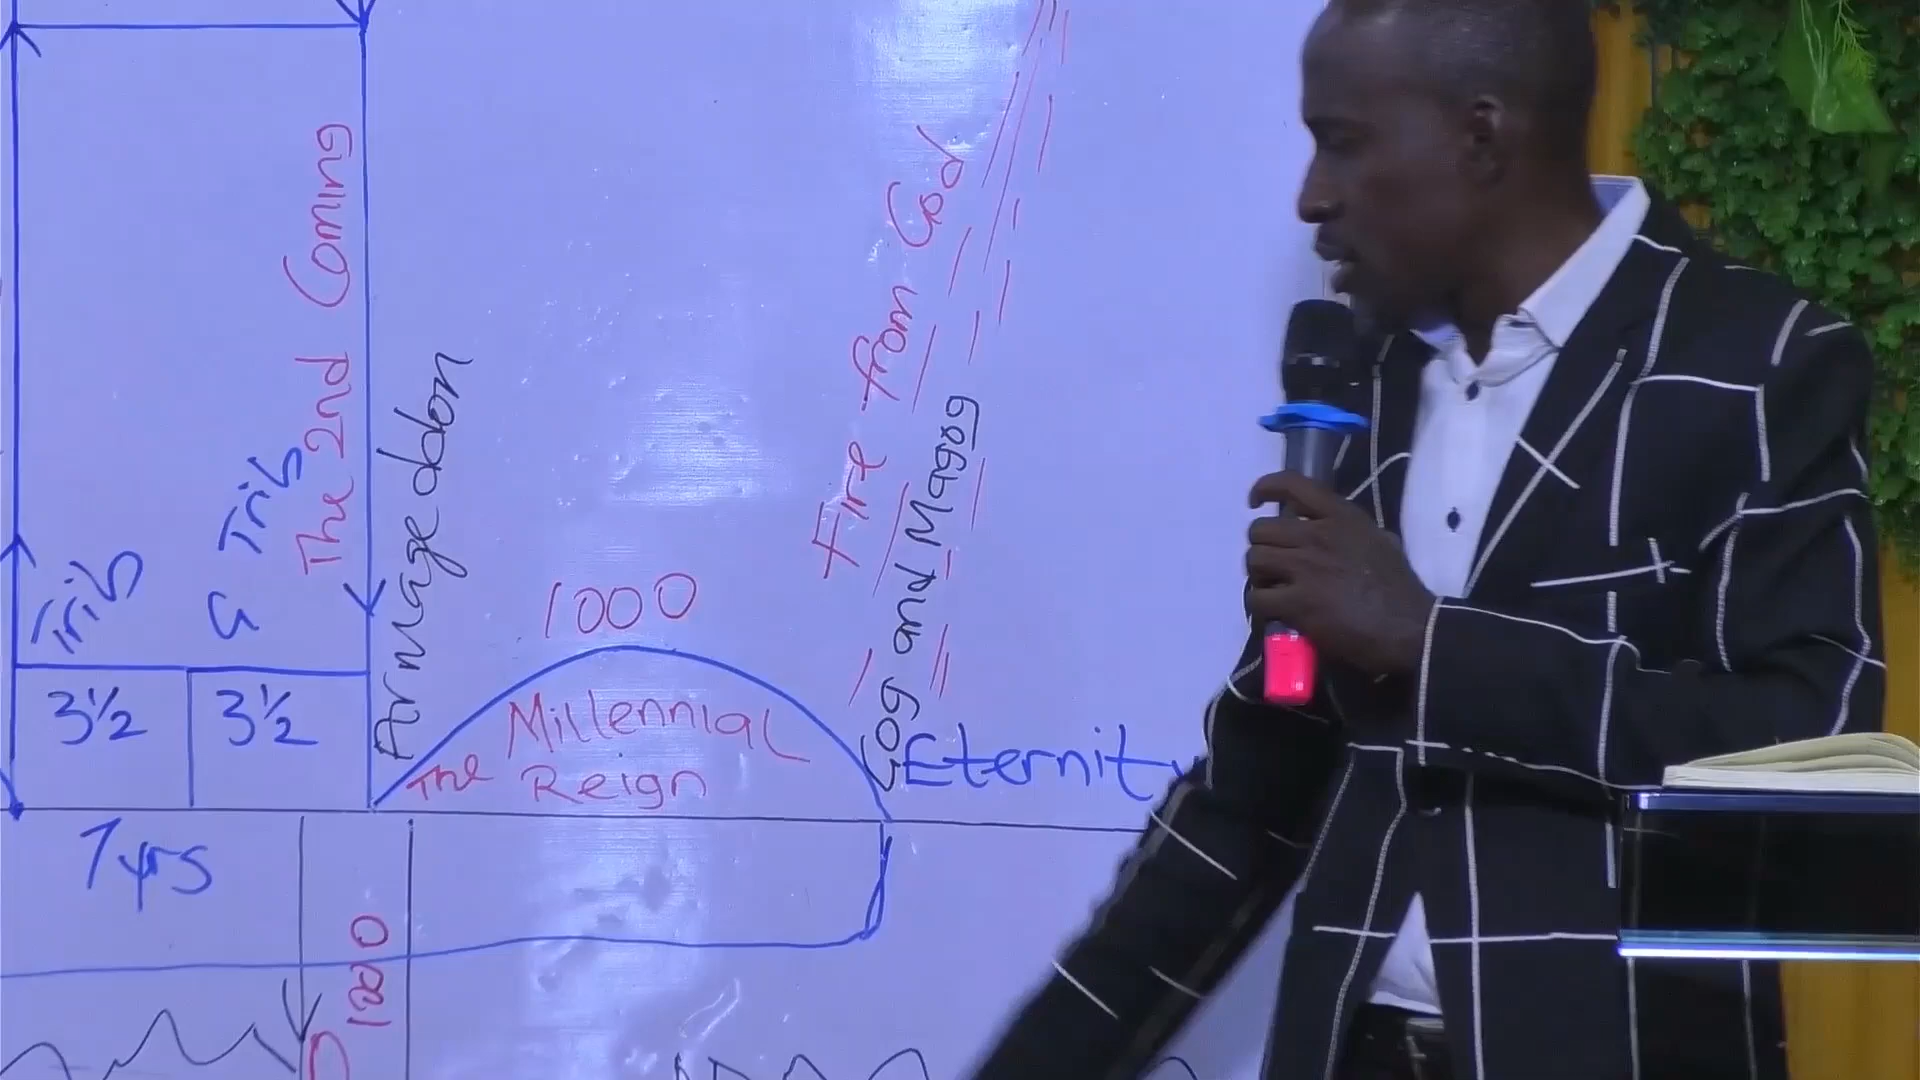 Trib
G Trib
The 2nd Coming
Armageddon
3½
3½
7yrs
1000
The Millennial
Reign
Fire from God
Gog and Magog
Eternity